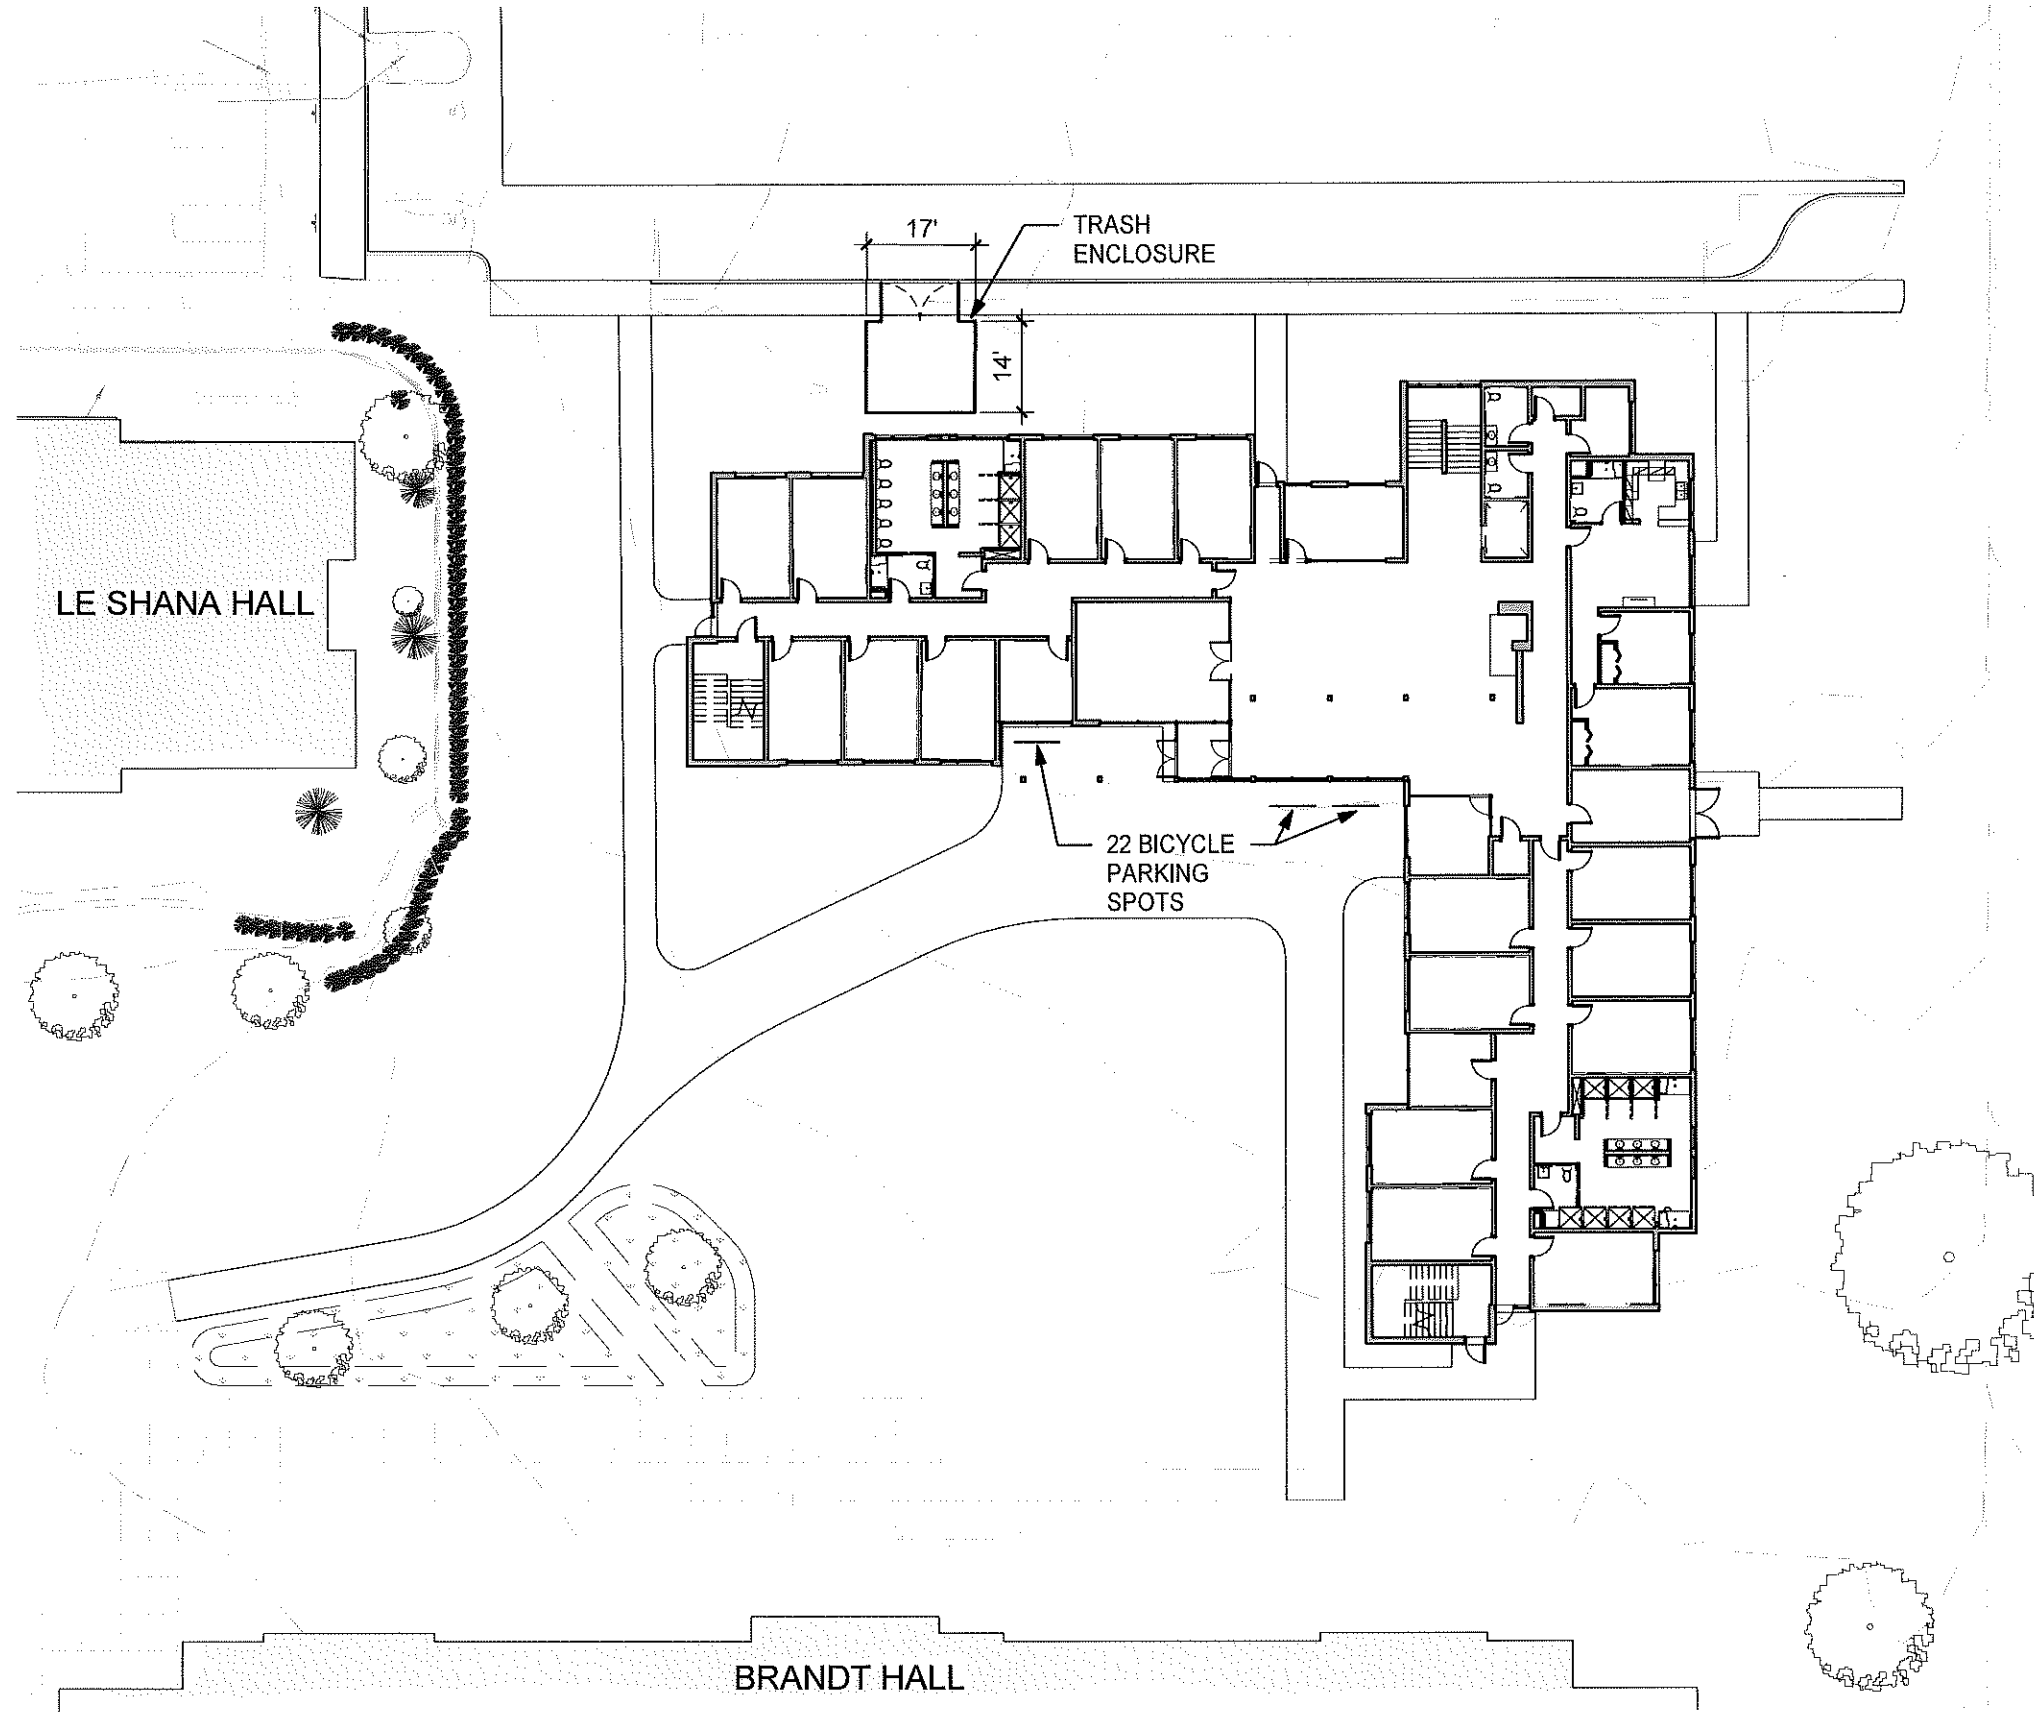 17'
TRASH
ENCLOSURE
14'
LE SHANA HALL
22 BICYCLE
PARKING
SPOTS
BRANDT HALL